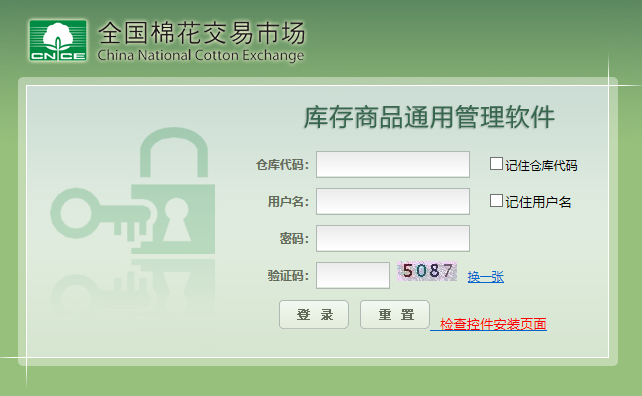 全国棉花交易市场
CNCE China National Cotton Exchange
库存商品通用管理软件
仓库代码: 记住仓库代码
用户名: 记住用户名
密码:
验证码: 5087 换一张
登 录 重 置 检查控件安装页面